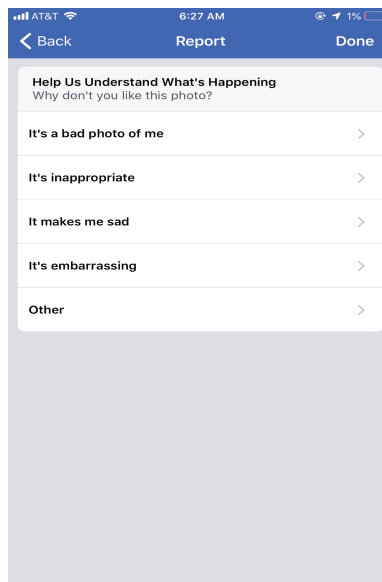 AT&T 6:27 AM 1%
Back Report Done
Help Us Understand What's Happening
Why don't you like this photo?
It's a bad photo of me
It's inappropriate
It makes me sad
It's embarrassing
Other